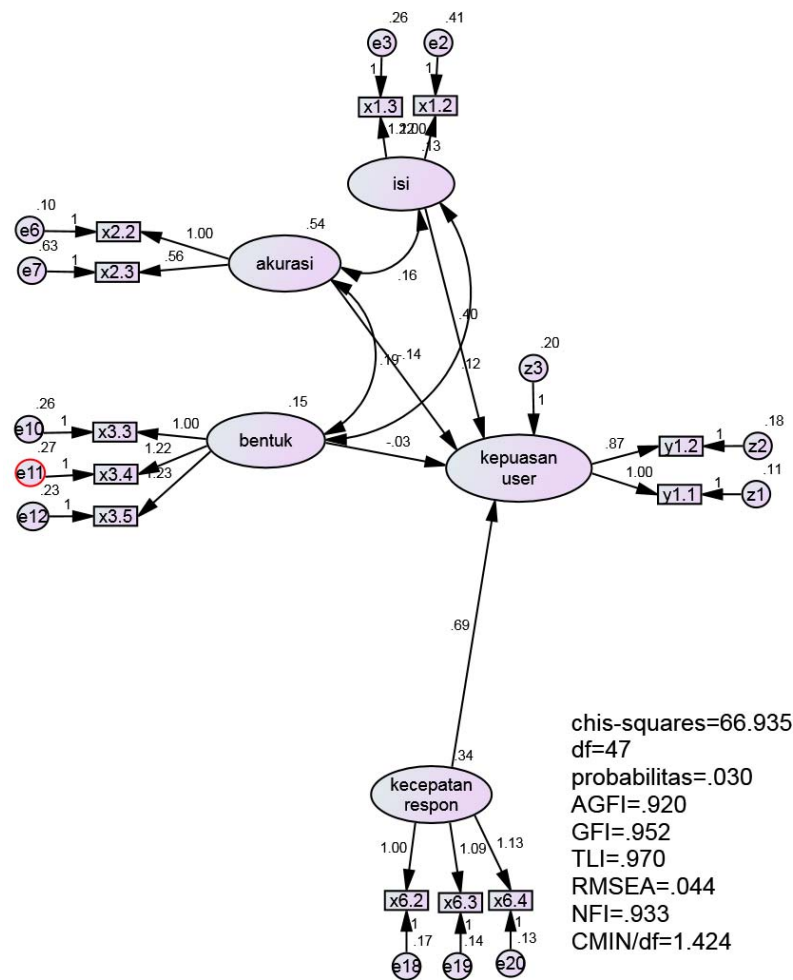 .26
.41
e3
e2
1
1
x1.3
x1.2
1.22
1.00
.13
isi
.10
.54
e6
1
x2.2
1.00
akurasi
.63
.56
e7
1
x2.3
.16
.40
.19
-.14
.12
.20
z3
1
.26
.15
e10
1
x3.3
1.00
bentuk
.27
1.22
-.03
e11
1
x3.4
1.23
.23
e12
1
x3.5
kepuasan
user
.87
y1.2
1
.18
z2
1.00
y1.1
1
.11
z1
.69
.34
kecepatan
respon
1.00
1.09
1.13
x6.2
x6.3
x6.4
1
1
1
.17
.14
.13
e18
e19
e20
chis-squares=66.935
df=47
probabilitas=.030
AGFI=.920
GFI=.952
TLI=.970
RMSEA=.044
NFI=.933
CMIN/df=1.424